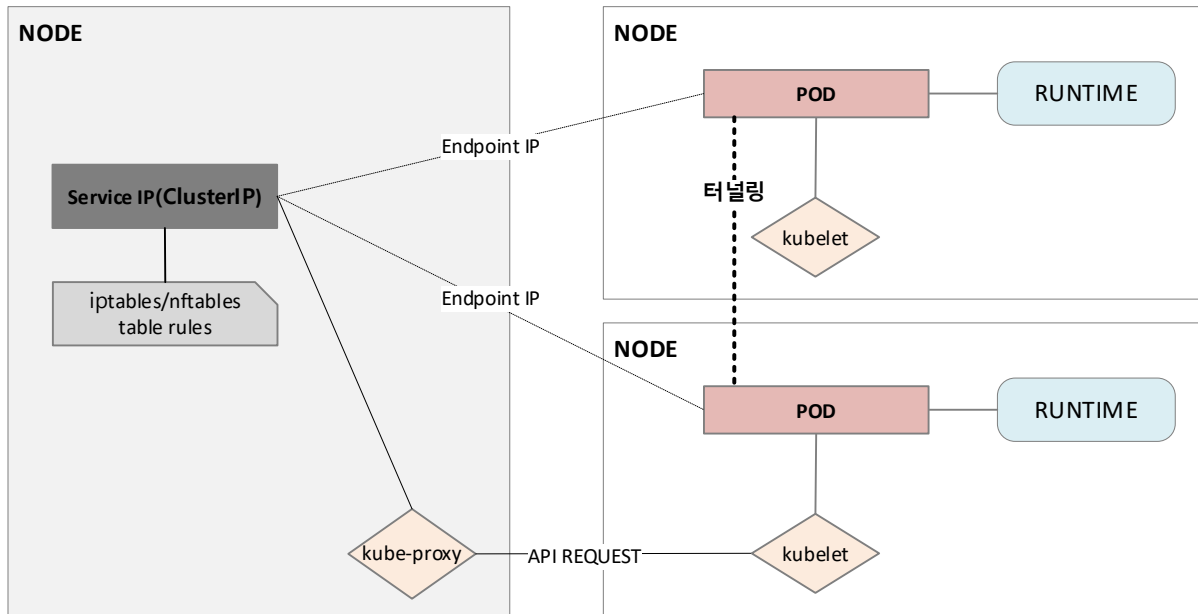 NODE
Service IP(ClusterIP)
iptables/nftables
table rules
Endpoint IP
Endpoint IP
kube-proxy
API REQUEST
NODE
POD
RUNTIME
터널링
kubelet
NODE
POD
RUNTIME
kubelet